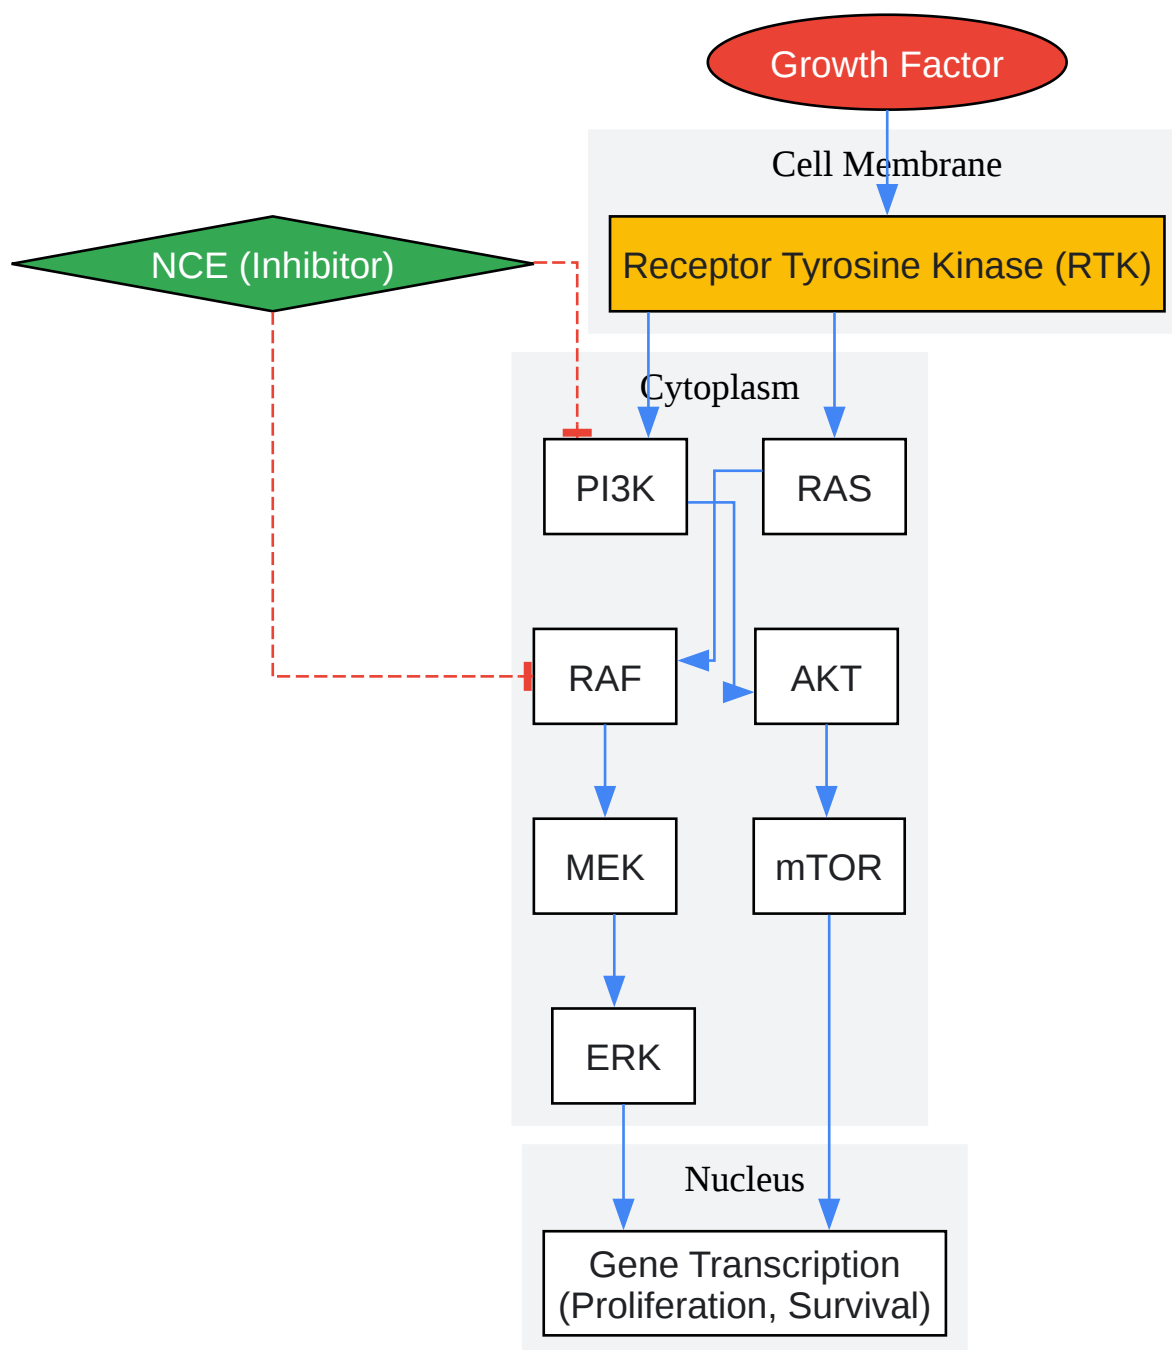 Growth Factor
Cell Membrane
NCE (Inhibitor)
Receptor Tyrosine Kinase (RTK)
Cytoplasm
PI3K
RAS
RAF
AKT
MEK
mTOR
ERK
Nucleus
Gene Transcription
(Proliferation, Survival)